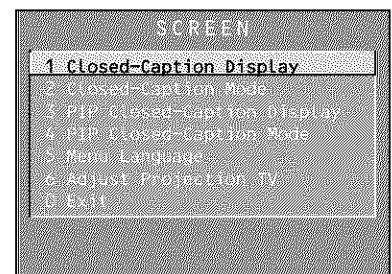 SCREEN
1 Closed-Caption Display
2 Closed-Caption Mode
3 PIP Closed-Caption Display
4 PIP Closed-Caption Mode
5 Menu Language
6 Adjust Projection TV
0 Exit